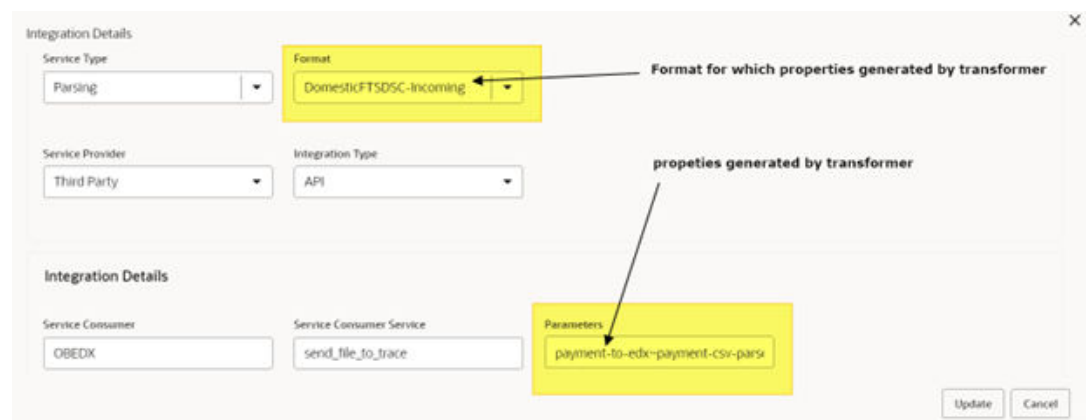 Integration Details
Service Type
Format
Parsing
DomesticFTSDSC-Incoming
Format for which properties generated by transformer
Service Provider
Integration Type
propeties generated by transformer
Third Party
API
Integration Details
Service Consumer
Service Consumer Service
Parameters
OBEDX
send_file_to_trace
payment-to-edx~payment-csv-parse
Update
Cancel